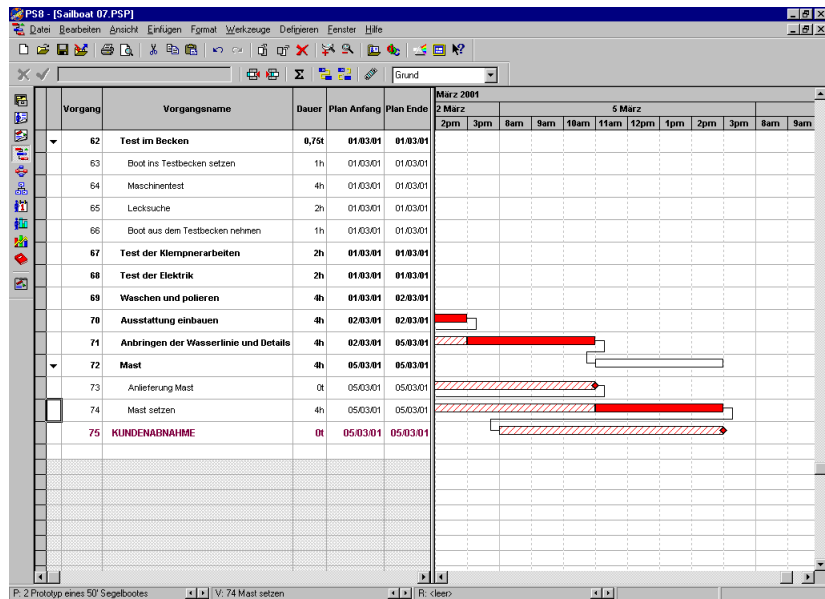 PS8 - [Sailboat 07.PSP]
Datei Bearbeiten Ansicht Einfügen Format Werkzeuge Definieren Fenster Hilfe
Σ Grund
März 2001
Vorgang Vorgangsname Dauer Plan Anfang Plan Ende 2 März 5 März
2pm 3pm 8am 9am 10am 11am 12pm 1pm 2pm 3pm 8am 9am
62 Test im Becken 0,75t 01/03/01 01/03/01
63 Boot ins Testbecken setzen 1h 01/03/01 01/03/01
64 Maschinentest 4h 01/03/01 01/03/01
65 Lecksuche 2h 01/03/01 01/03/01
66 Boot aus dem Testbecken nehmen 1h 01/03/01 01/03/01
67 Test der Klempnerarbeiten 2h 01/03/01 01/03/01
68 Test der Elektrik 2h 01/03/01 01/03/01
69 Waschen und polieren 4h 01/03/01 02/03/01
70 Ausstattung einbauen 4h 02/03/01 02/03/01
71 Anbringen der Wasserlinie und Details 4h 02/03/01 05/03/01
72 Mast 4h 05/03/01 05/03/01
73 Anlieferung Mast 0t 05/03/01 05/03/01
74 Mast setzen 4h 05/03/01 05/03/01
75 KUNDENABNAHME 0t 05/03/01 05/03/01
P: 2 Prototyp eines 50' Segelbootes V: 74 Mast setzen R: <leer>